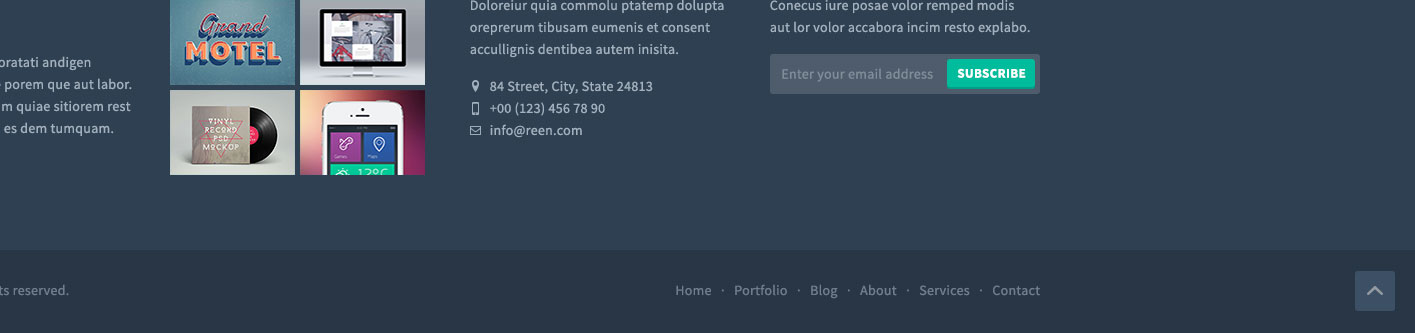 oratati andigen
porem que aut labor.
m quiae sitiorem rest
es dem tumquam.
Grand
MOTEL
VINYL
RECORD
PSD
MOCKUP
Games
Maps
12°C
Doloreiur quia commolu ptatemp dolupta
oreprerum tibusam eumenis et consent
accullignis dentibea autem inisita.
84 Street, City, State 24813
+00 (123) 456 78 90
info@reen.com
Conecus iure posae volor remped modis
aut lor volor accabora incim resto explabo.
Enter your email address SUBSCRIBE
ts reserved.
Home · Portfolio · Blog · About · Services · Contact